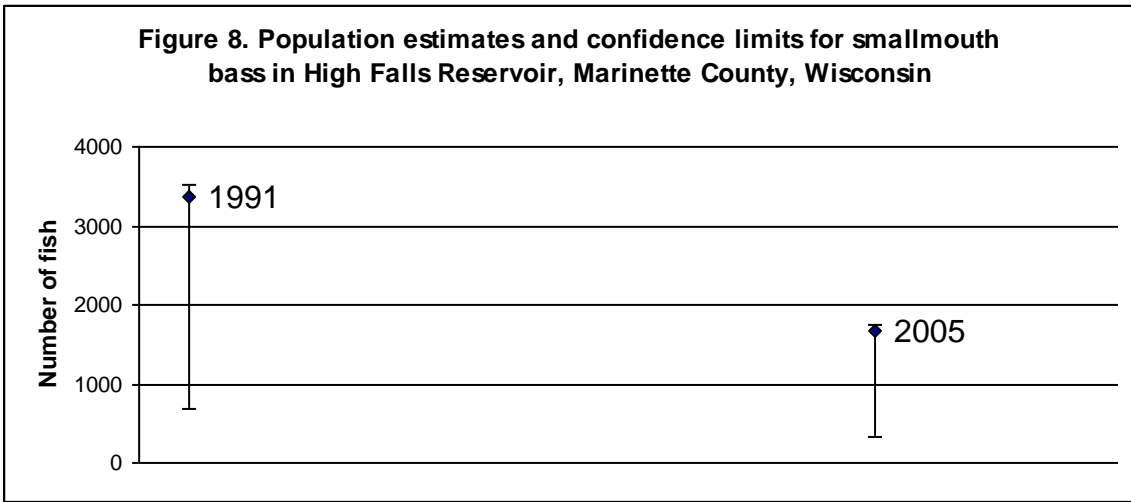 Figure 8. Population estimates and confidence limits for smallmouth
bass in High Falls Reservoir, Marinette County, Wisconsin
Number of fish
4000
3000
2000
1000
0
1991
2005